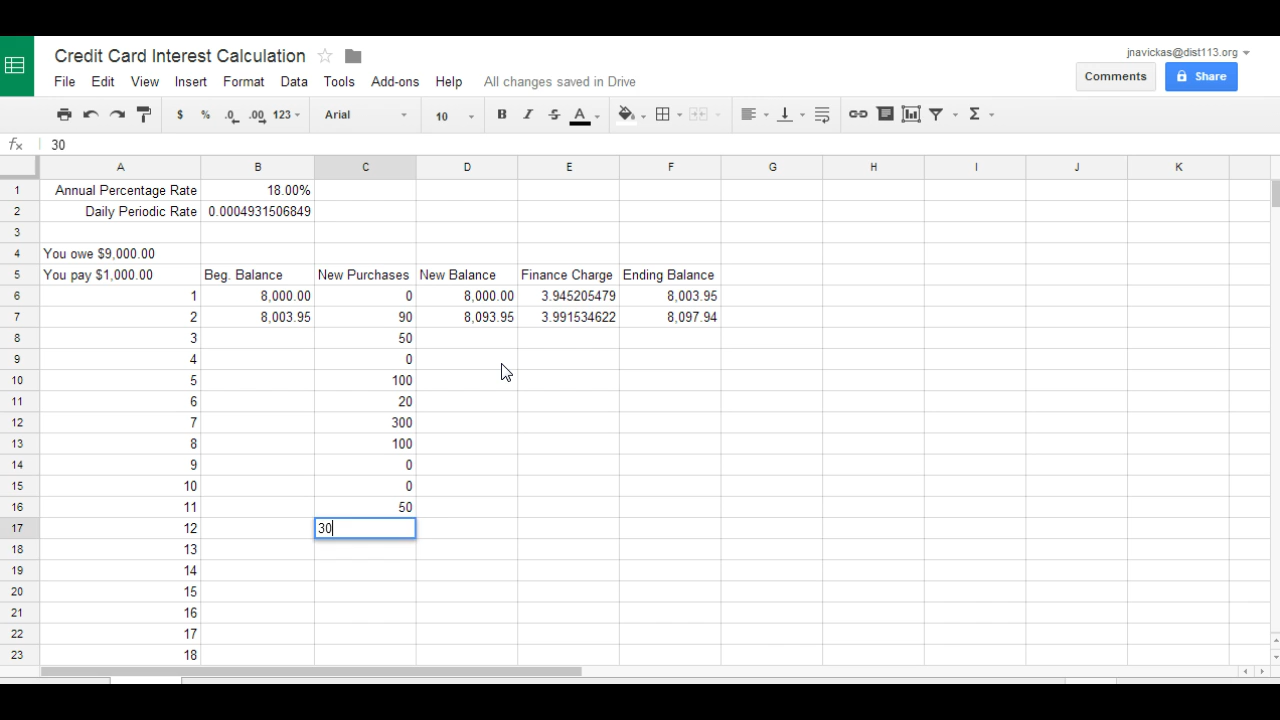 Credit Card Interest Calculation
jnavickas@dist113.org
File Edit View Insert Format Data Tools Add-ons Help All changes saved in Drive
Comments Share
$ % .0 .00 123 Arial 10 B I S A Σ
fx 30
A B C D E F G H I J K
1 Annual Percentage Rate 18.00%
2 Daily Periodic Rate 0.0004931506849
3
4 You owe $9,000.00
5 You pay $1,000.00 Beg. Balance New Purchases New Balance Finance Charge Ending Balance
6 1 8,000.00 0 8,000.00 3.945205479 8,003.95
7 2 8,003.95 90 8,093.95 3.991534622 8,097.94
8 3 50
9 4 0
10 5 100
11 6 20
12 7 300
13 8 100
14 9 0
15 10 0
16 11 50
17 12 30
18 13
19 14
20 15
21 16
22 17
23 18